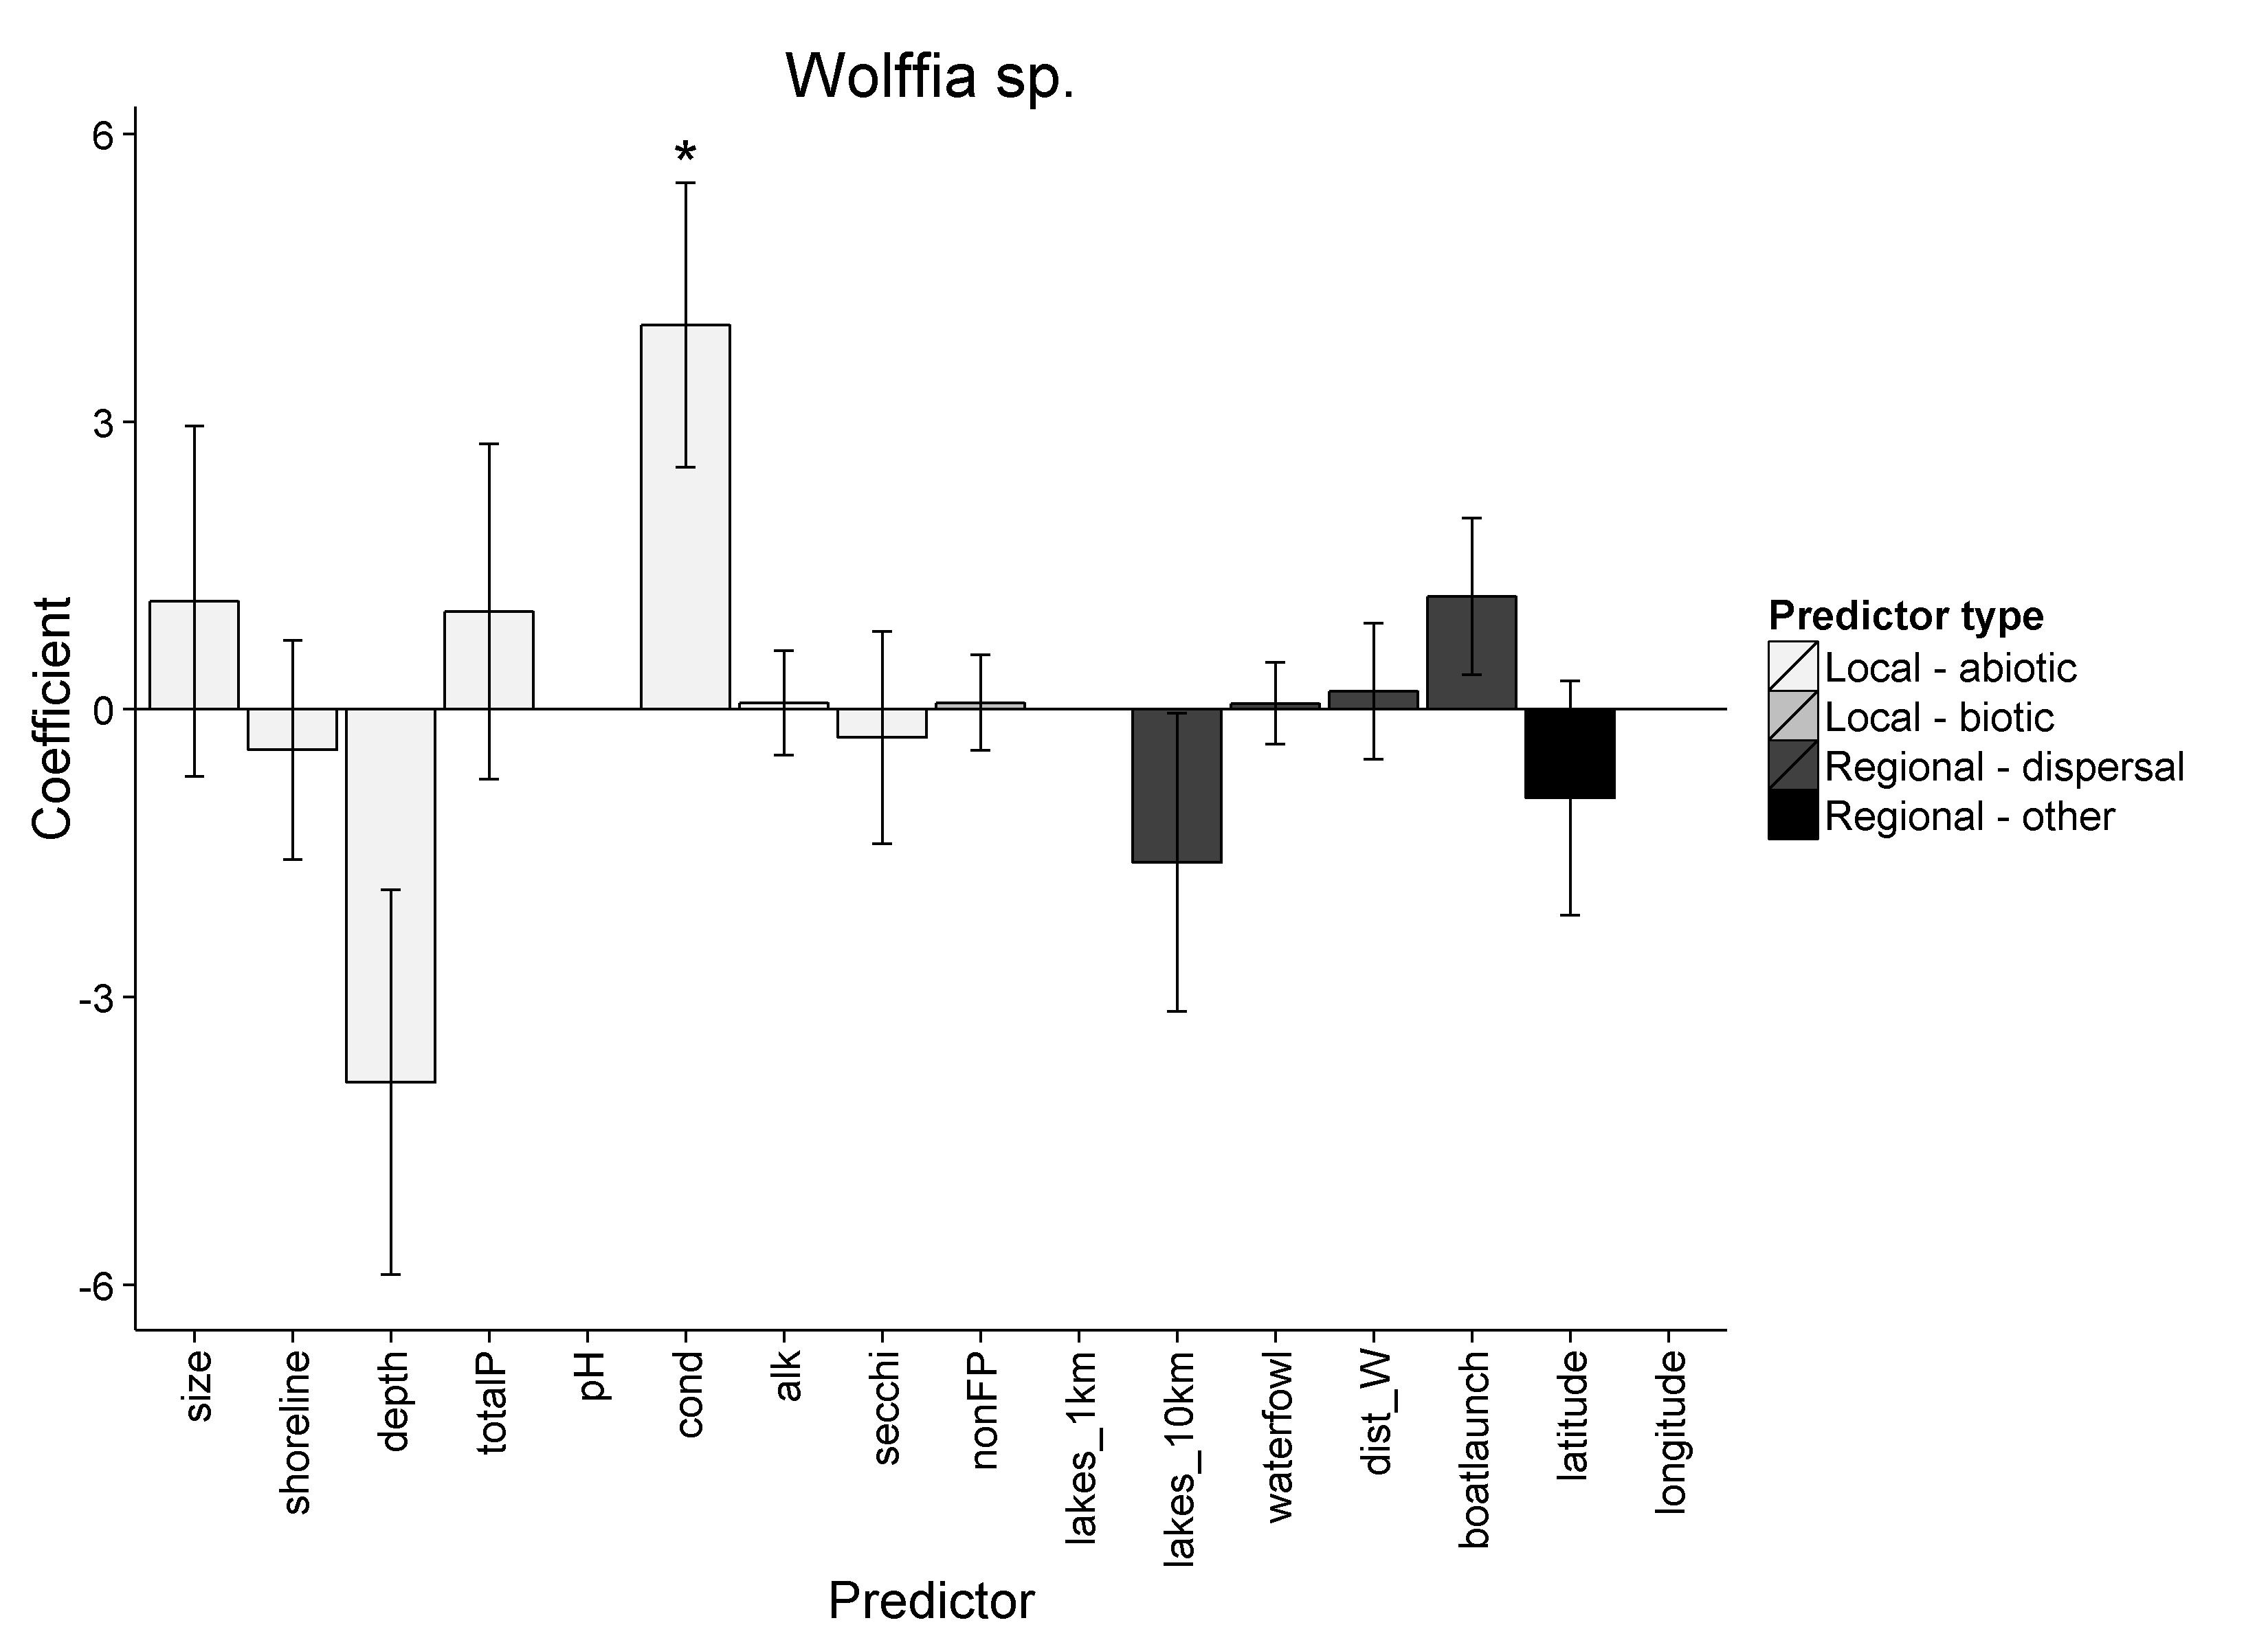 Wolffia sp.
6
*
3
0
-3
-6
Coefficient
size
shoreline
depth
totalP
pH
cond
alk
secchi
nonFP
lakes_1km
lakes_10km
waterfowl
dist_W
boatlaunch
latitude
longitude
Predictor
Predictor type
Local - abiotic
Local - biotic
Regional - dispersal
Regional - other